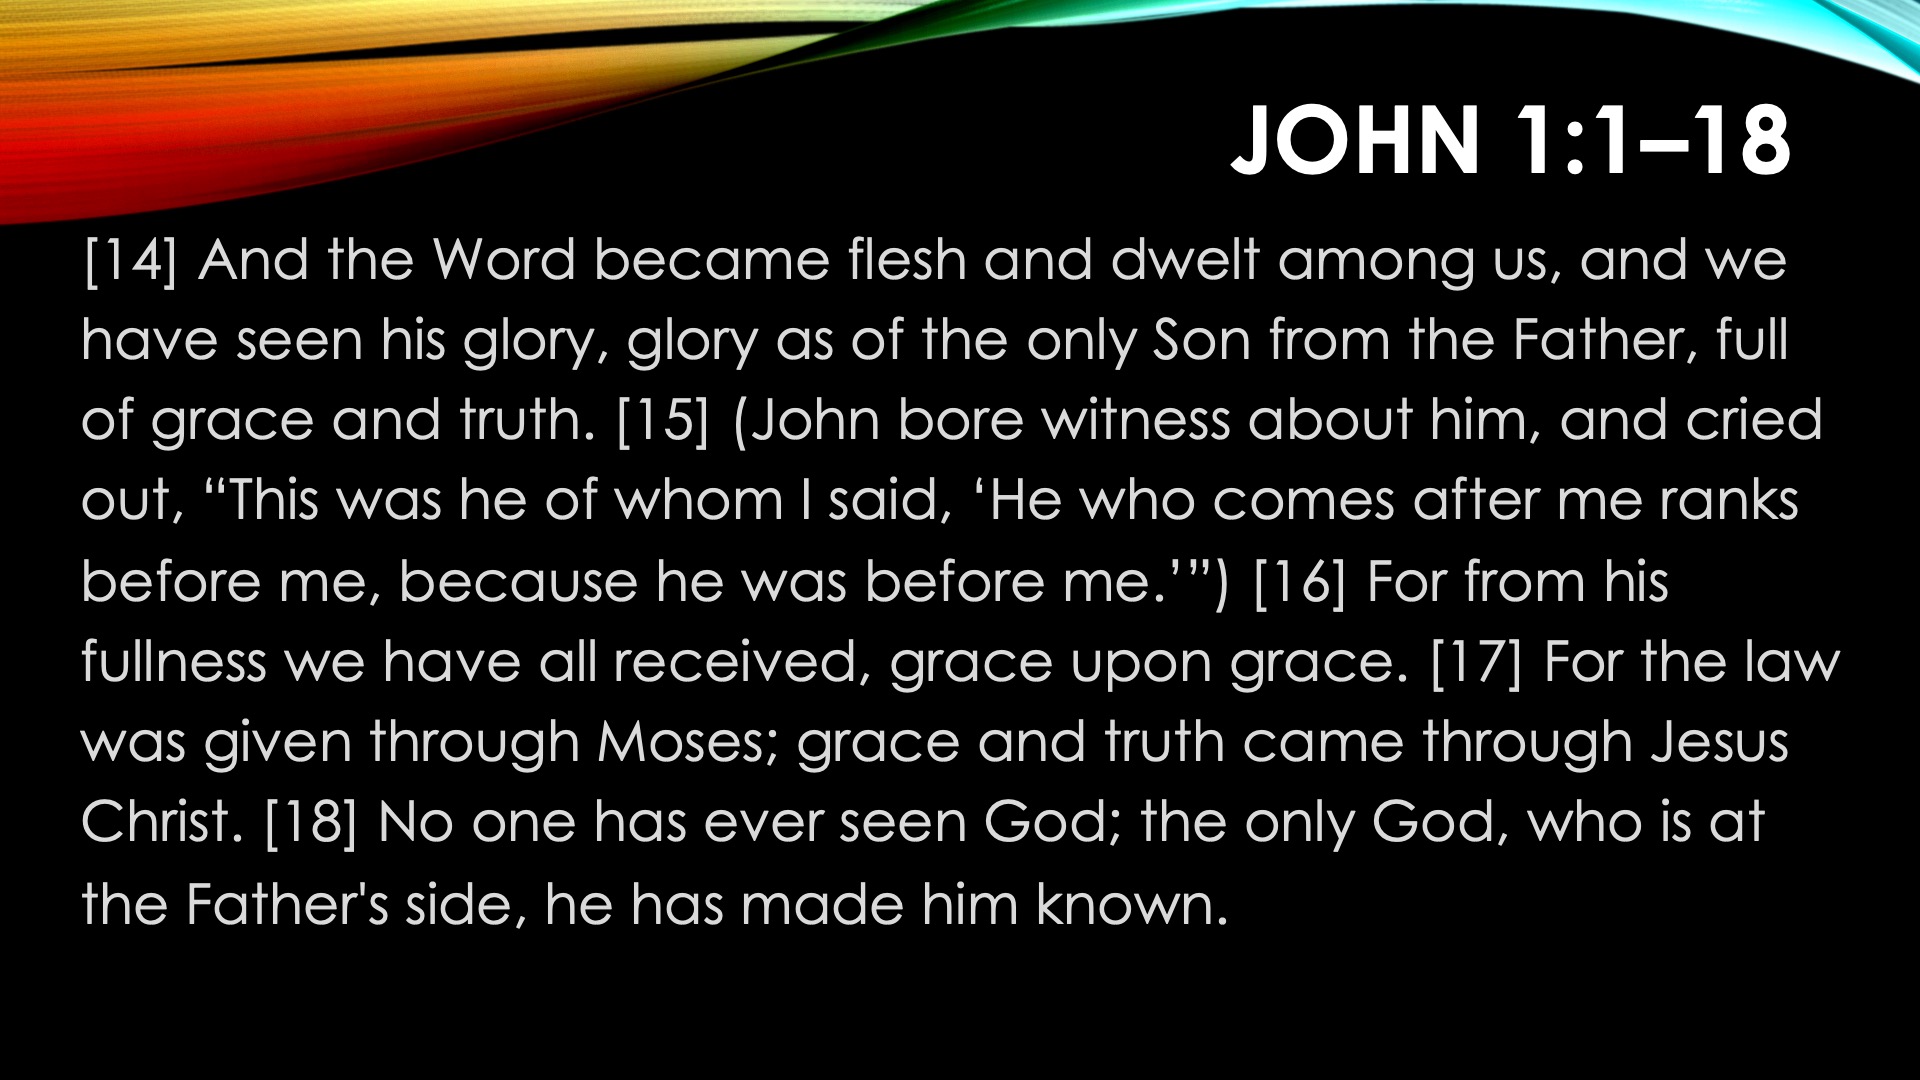 JOHN 1:1–18
[14] And the Word became flesh and dwelt among us, and we
have seen his glory, glory as of the only Son from the Father, full
of grace and truth. [15] (John bore witness about him, and cried
out, “This was he of whom I said, ‘He who comes after me ranks
before me, because he was before me.’”) [16] For from his
fullness we have all received, grace upon grace. [17] For the law
was given through Moses; grace and truth came through Jesus
Christ. [18] No one has ever seen God; the only God, who is at
the Father's side, he has made him known.